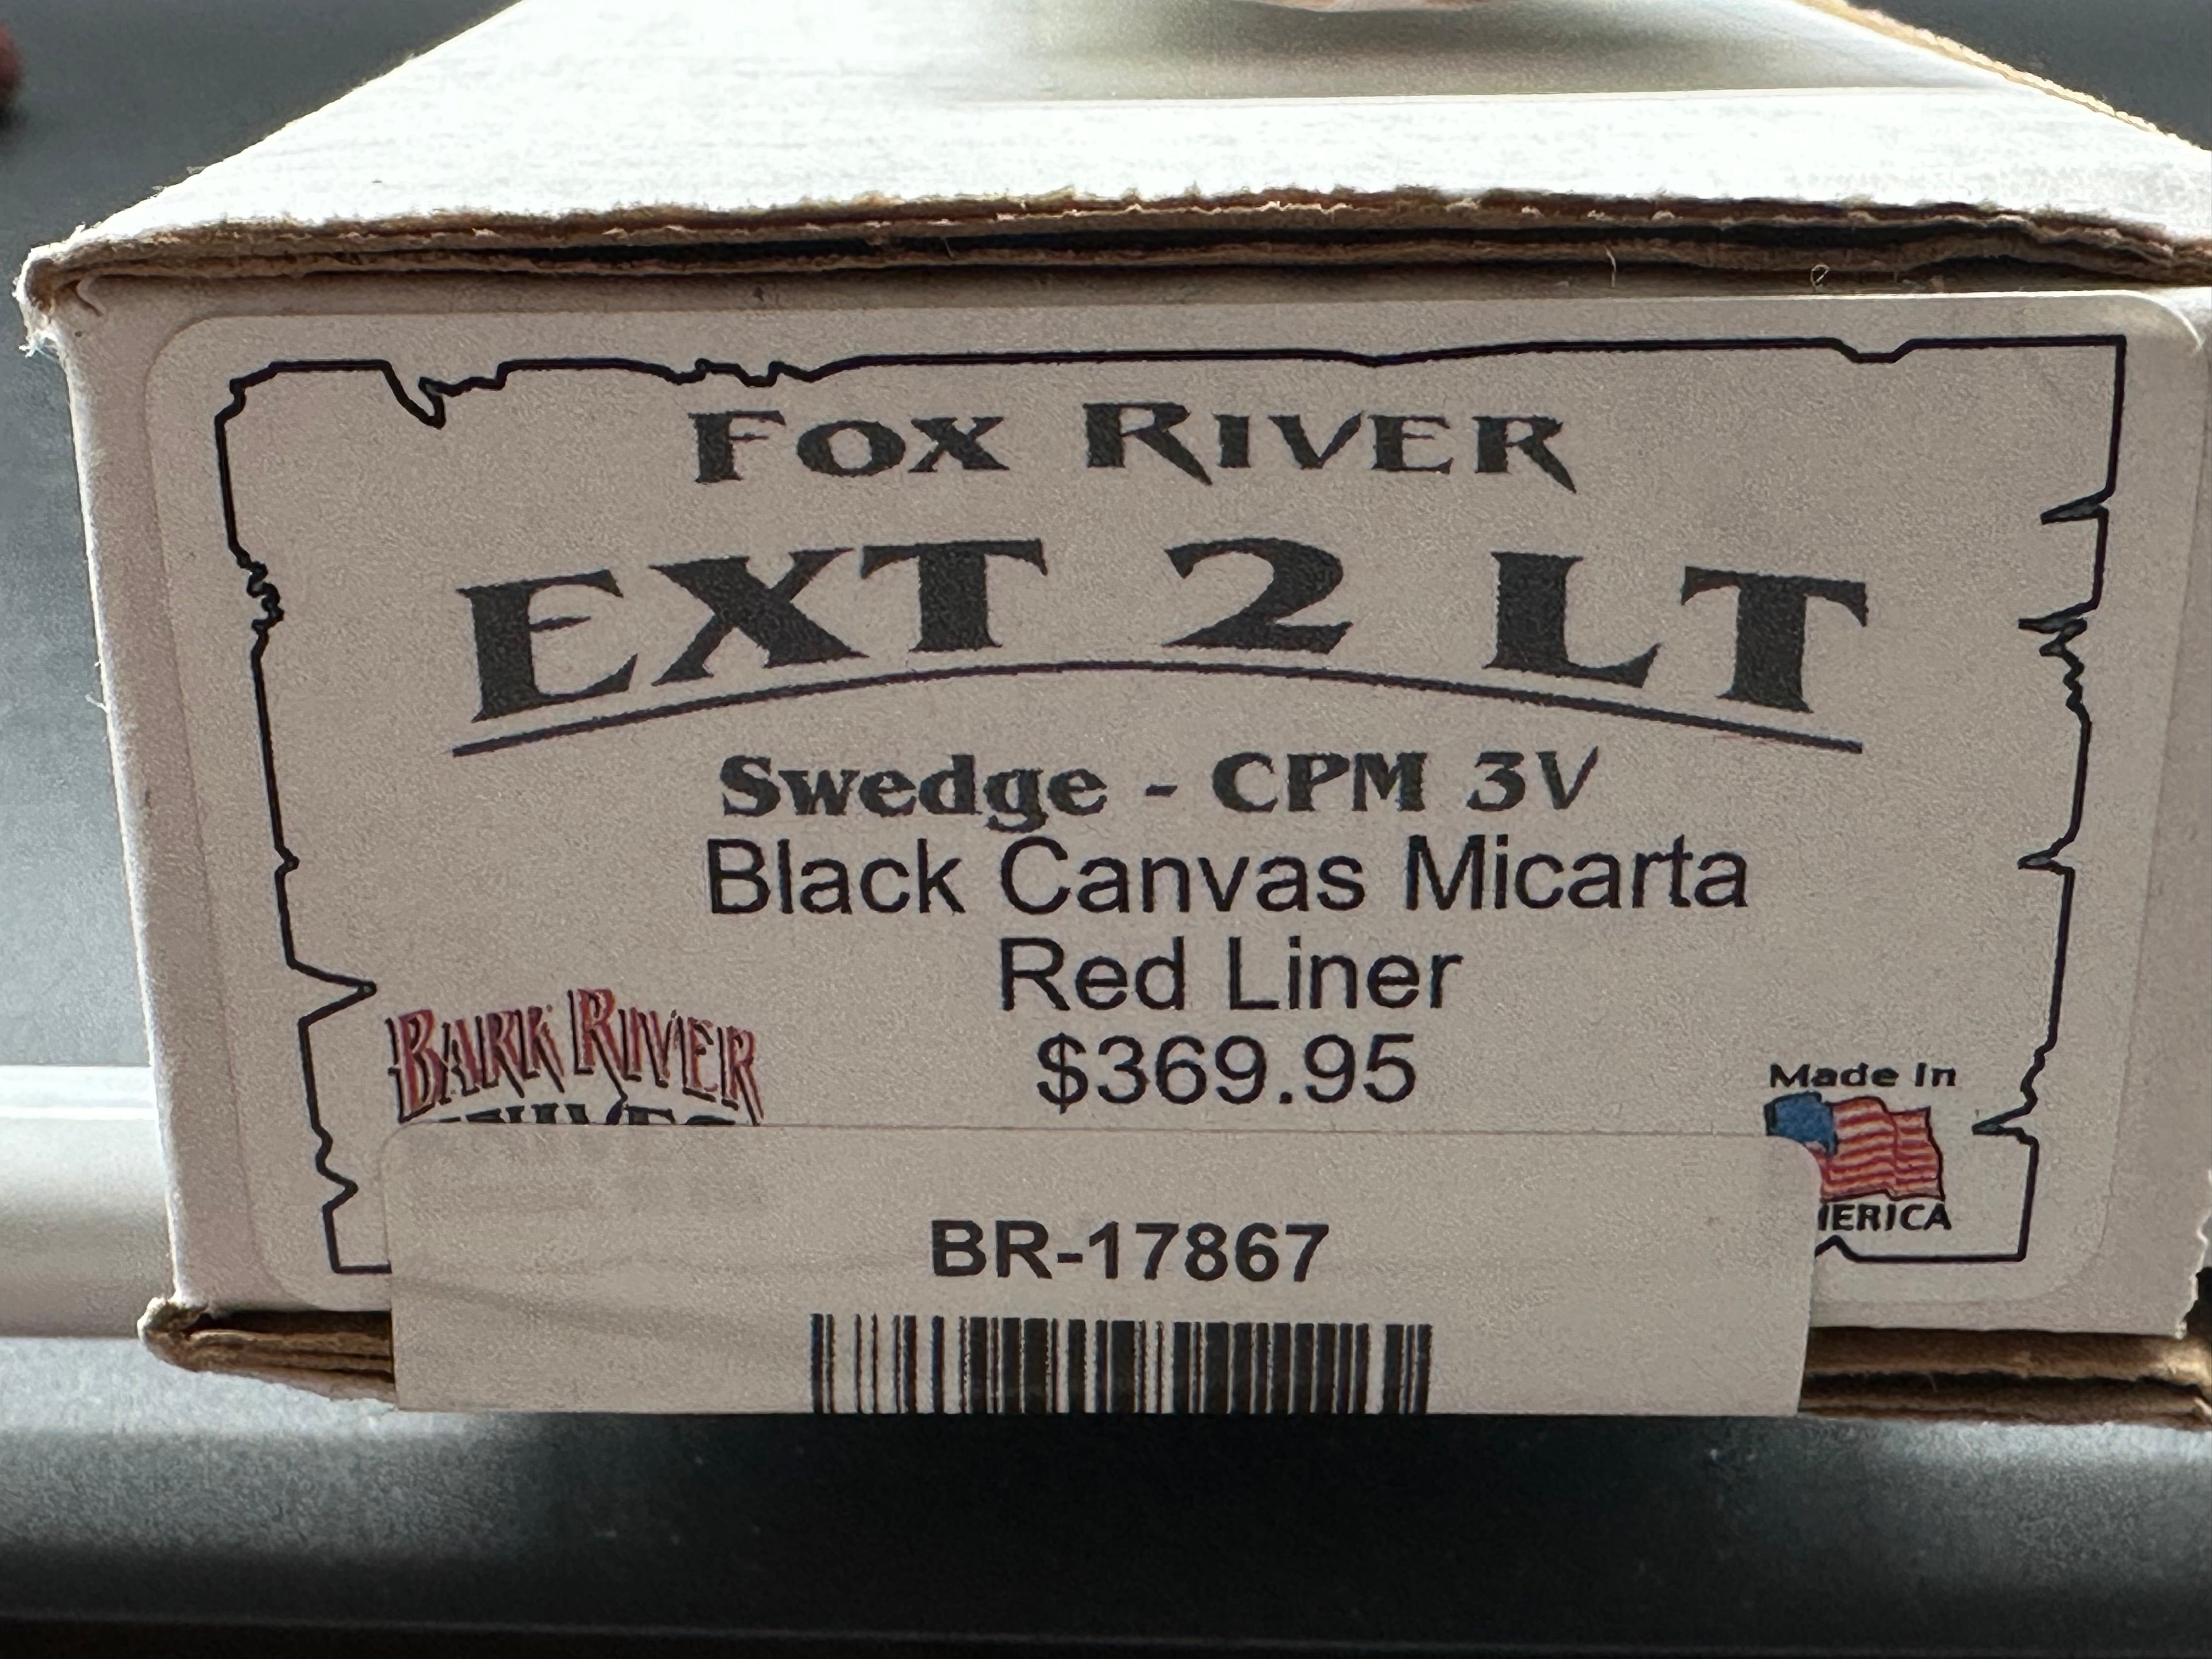 FOX RIVER
EXT 2 LT
Swedge - CPM 3V
Black Canvas Micarta
Red Liner
$369.95
BARK RIVER
Made In
BR-17867